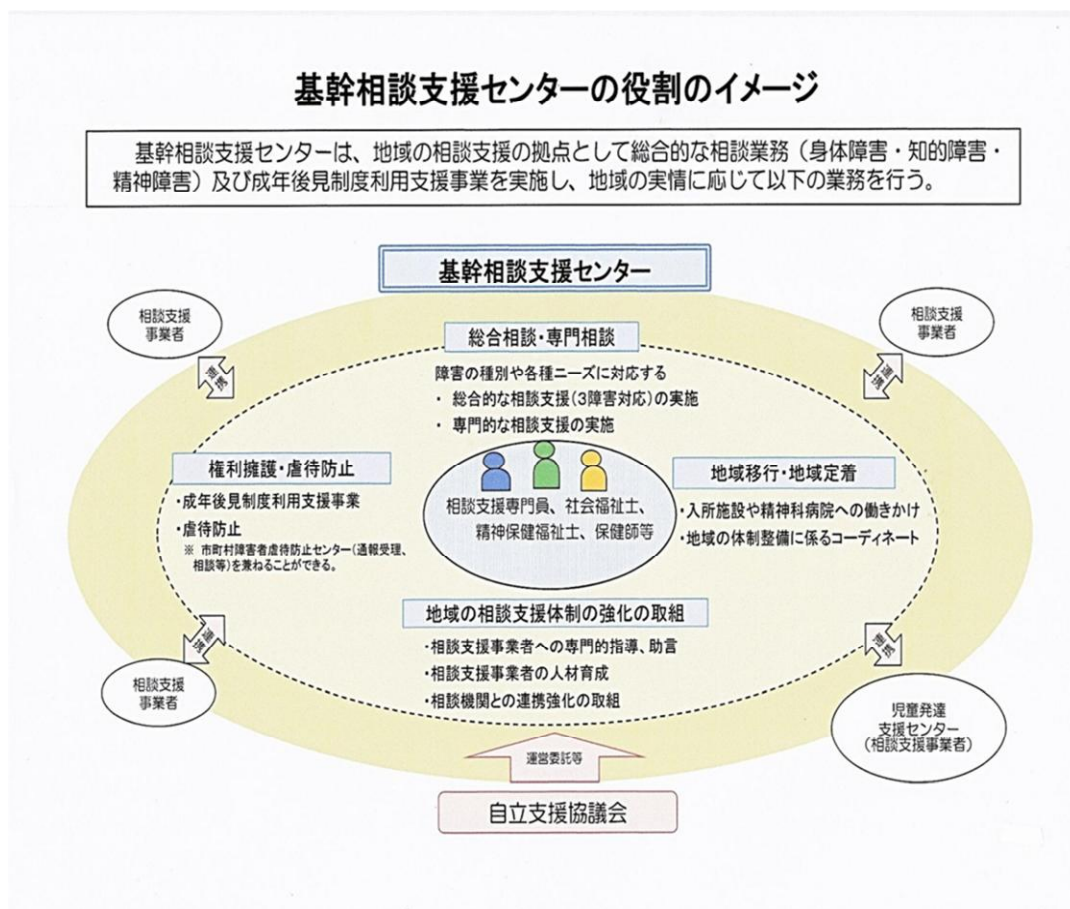 基幹相談支援センターの役割のイメージ
基幹相談支援センターは、地域の相談支援の拠点として総合的な相談業務（身体障害・知的障害・
精神障害）及び成年後見制度利用支援事業を実施し、地域の実情に応じて以下の業務を行う。
基幹相談支援センター
相談支援
事業者
相談支援
事業者
連携
連携
総合相談・専門相談
障害の種別や各種ニーズに対応する
・ 総合的な相談支援（3障害対応）の実施
・ 専門的な相談支援の実施
権利擁護・虐待防止
・成年後見制度利用支援事業
・虐待防止
※ 市町村障害者虐待防止センター（通報受理、
相談等）を兼ねることができる。
相談支援専門員、社会福祉士、
精神保健福祉士、保健師等
地域移行・地域定着
・入所施設や精神科病院への働きかけ
・地域の体制整備に係るコーディネート
地域の相談支援体制の強化の取組
・相談支援事業者への専門的指導、助言
・相談支援事業者の人材育成
・相談機関との連携強化の取組
連携
連携
相談支援
事業者
児童発達
支援センター
（相談支援事業者）
運営委託等
自立支援協議会